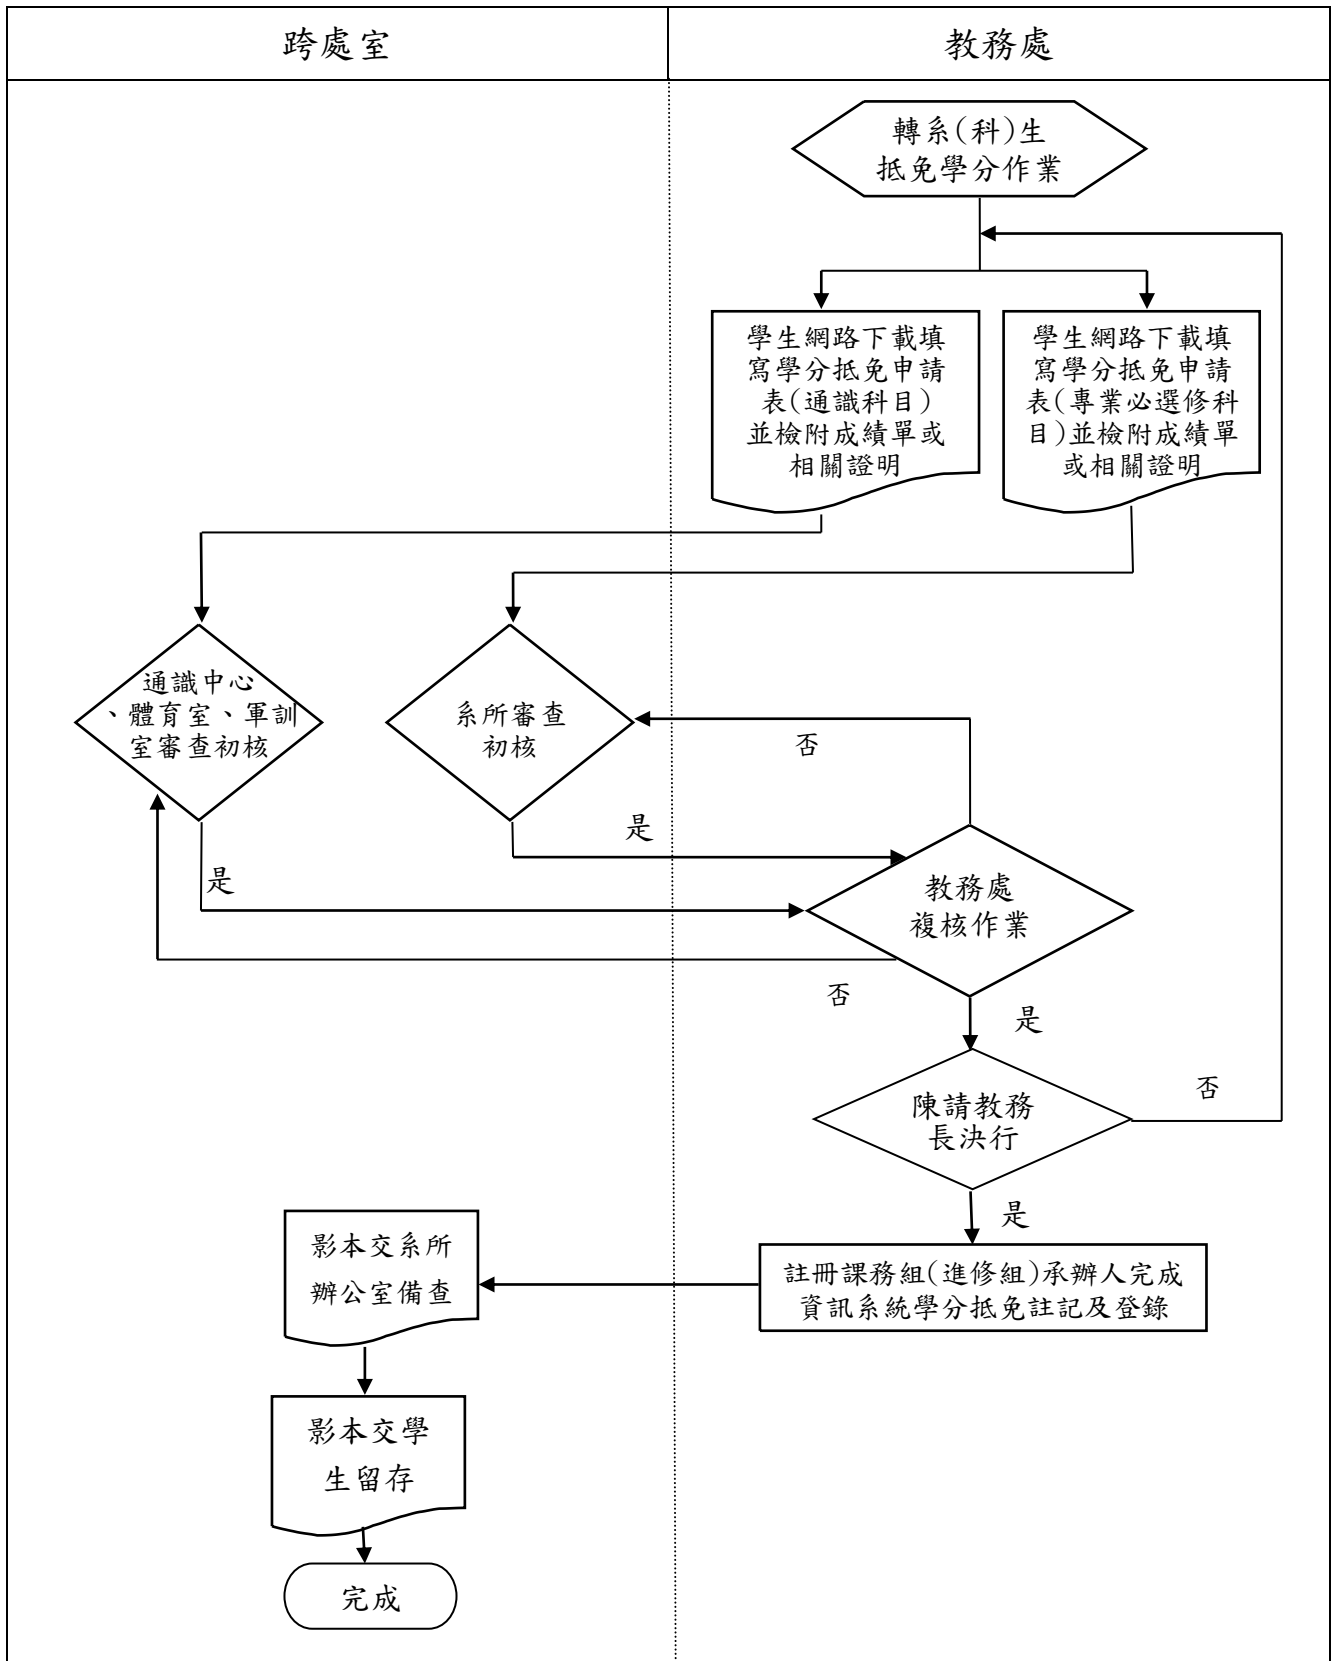 跨處室
教務處
轉系(科)生
抵免學分作業
學生網路下載填
寫學分抵免申請
表(通識科目)
並檢附成績單或
相關證明
學生網路下載填
寫學分抵免申請
表(專業必選修科
目)並檢附成績單
或相關證明
通識中心
、體育室、軍訓
室審查初核
系所審查
初核
否
是
是
教務處
複核作業
否
是
陳請教務
長決行
否
是
影本交系所
辦公室備查
註冊課務組(進修組)承辦人完成
資訊系統學分抵免註記及登錄
影本交學
生留存
完成